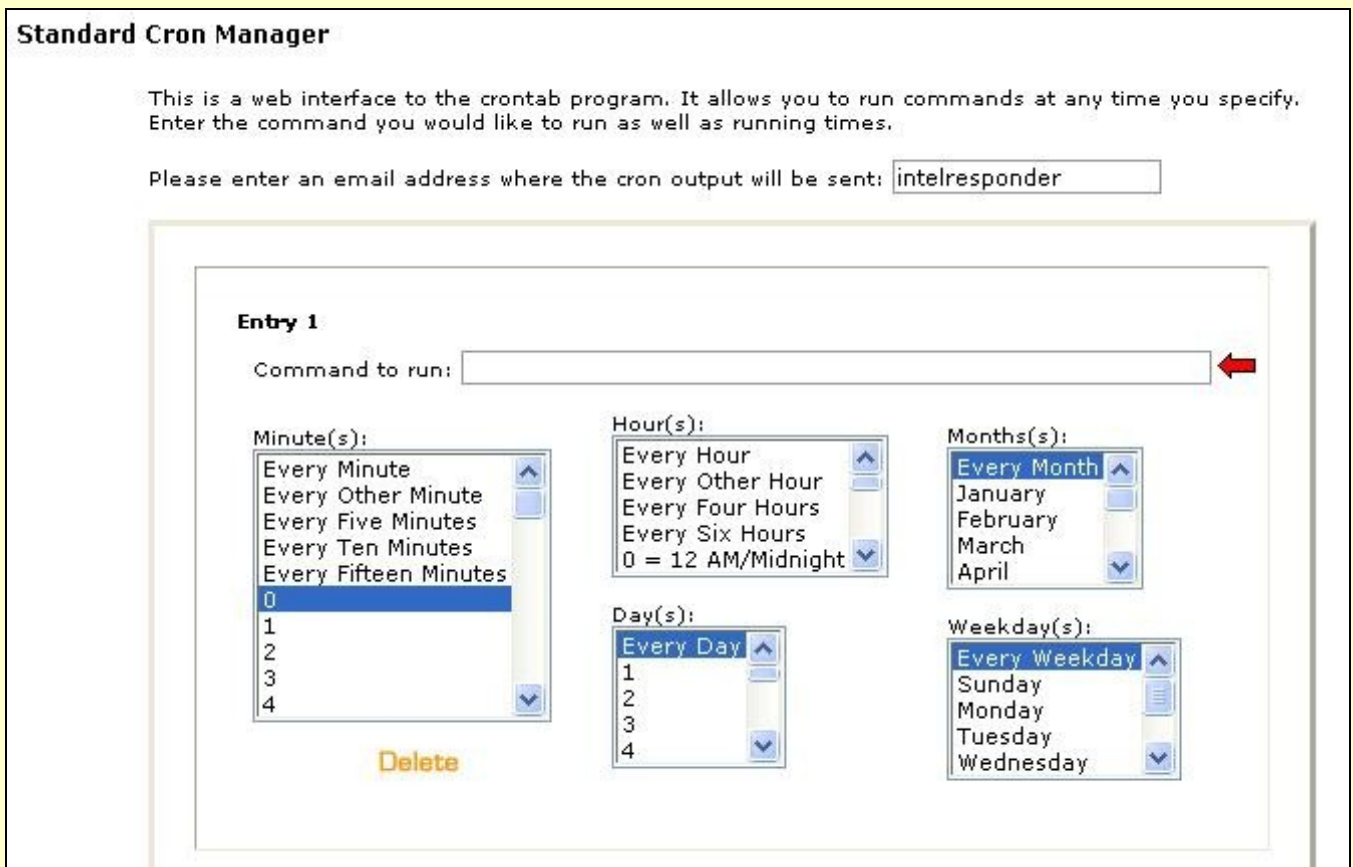 Standard Cron Manager
This is a web interface to the crontab program. It allows you to run commands at any time you specify.
Enter the command you would like to run as well as running times.
Please enter an email address where the cron output will be sent: intelresponder
Entry 1
Command to run:
Minute(s):
Every Minute
Every Other Minute
Every Five Minutes
Every Ten Minutes
Every Fifteen Minutes
0
1
2
3
4
Delete
Hour(s):
Every Hour
Every Other Hour
Every Four Hours
Every Six Hours
0 = 12 AM/Midnight
Day(s):
Every Day
1
2
3
4
Months(s):
Every Month
January
February
March
April
Weekday(s):
Every Weekday
Sunday
Monday
Tuesday
Wednesday